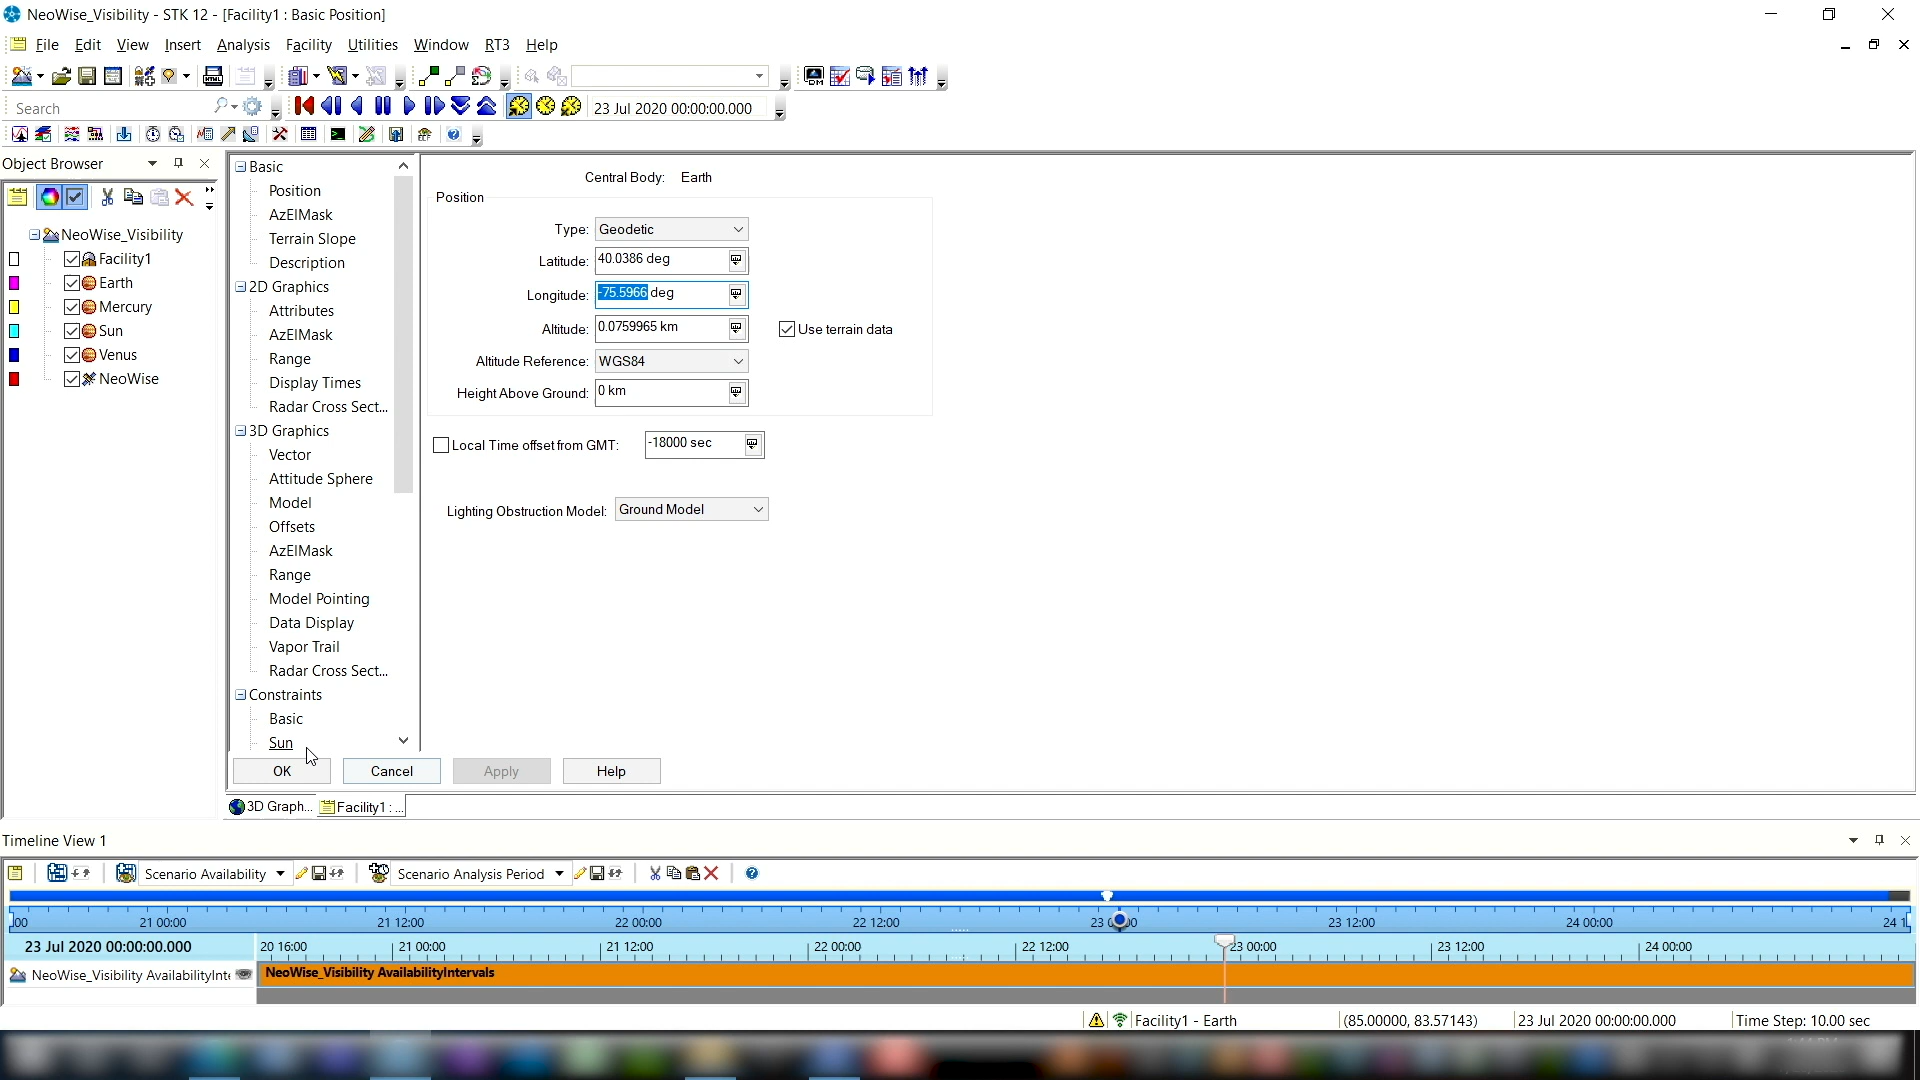 NeoWise_Visibility - STK 12 - [Facility1 : Basic Position]
File Edit View Insert Analysis Facility Utilities Window RT3 Help
Search
23 Jul 2020 00:00:00.000
Object Browser
NeoWise_Visibility
Facility1
Earth
Mercury
Sun
Venus
NeoWise
Basic
Position
AzElMask
Terrain Slope
Description
2D Graphics
Attributes
AzElMask
Range
Display Times
Radar Cross Sect...
3D Graphics
Vector
Attitude Sphere
Model
Offsets
AzElMask
Range
Model Pointing
Data Display
Vapor Trail
Radar Cross Sect...
Constraints
Basic
Sun
Central Body: Earth
Position
Type: Geodetic
Latitude: 40.0386 deg
Longitude: -75.5966 deg
Altitude: 0.0759965 km Use terrain data
Altitude Reference: WGS84
Height Above Ground: 0 km
Local Time offset from GMT: -18000 sec
Lighting Obstruction Model: Ground Model
OK Cancel Apply Help
3D Graph... Facility1 : ...
Timeline View 1
Scenario Availability Scenario Analysis Period
21 00:00 21 12:00 22 00:00 22 12:00 23 12:00 24 00:00
23 Jul 2020 00:00:00.000 20 16:00 21 00:00 21 12:00 22 00:00 22 12:00 23 00:00 23 12:00 24 00:00
NeoWise_Visibility AvailabilityInte NeoWise_Visibility AvailabilityIntervals
Facility1 - Earth (85.00000, 83.57143) 23 Jul 2020 00:00:00.000 Time Step: 10.00 sec